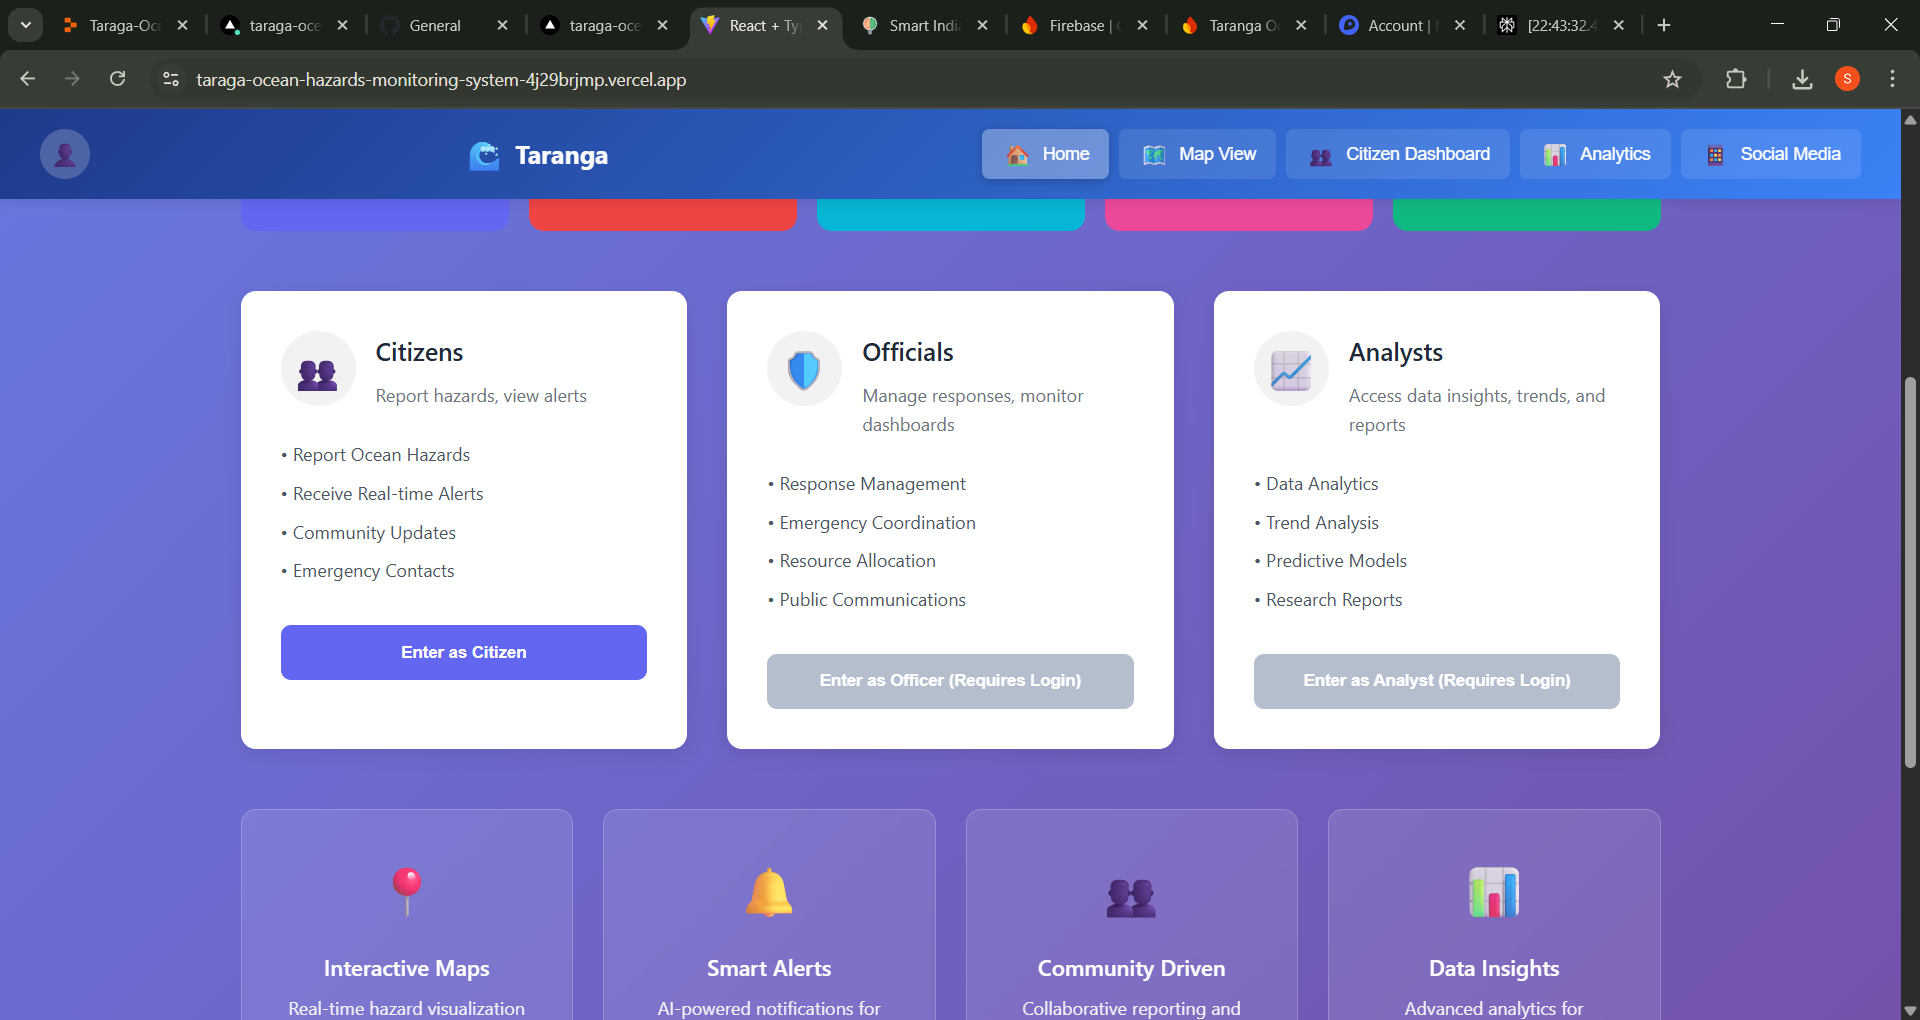 Taraga-Oc
taraga-oce
General
taraga-oce
React + Ty
Smart Indi
Firebase |
Taranga O
Account |
[22:43:32.4
taraga-ocean-hazards-monitoring-system-4j29brjmp.vercel.app
S
Taranga
Home
Map View
Citizen Dashboard
Analytics
Social Media
Citizens
Report hazards, view alerts
• Report Ocean Hazards
• Receive Real-time Alerts
• Community Updates
• Emergency Contacts
Enter as Citizen
Officials
Manage responses, monitor
dashboards
• Response Management
• Emergency Coordination
• Resource Allocation
• Public Communications
Enter as Officer (Requires Login)
Analysts
Access data insights, trends, and
reports
• Data Analytics
• Trend Analysis
• Predictive Models
• Research Reports
Enter as Analyst (Requires Login)
Interactive Maps
Real-time hazard visualization
Smart Alerts
AI-powered notifications for
Community Driven
Collaborative reporting and
Data Insights
Advanced analytics for